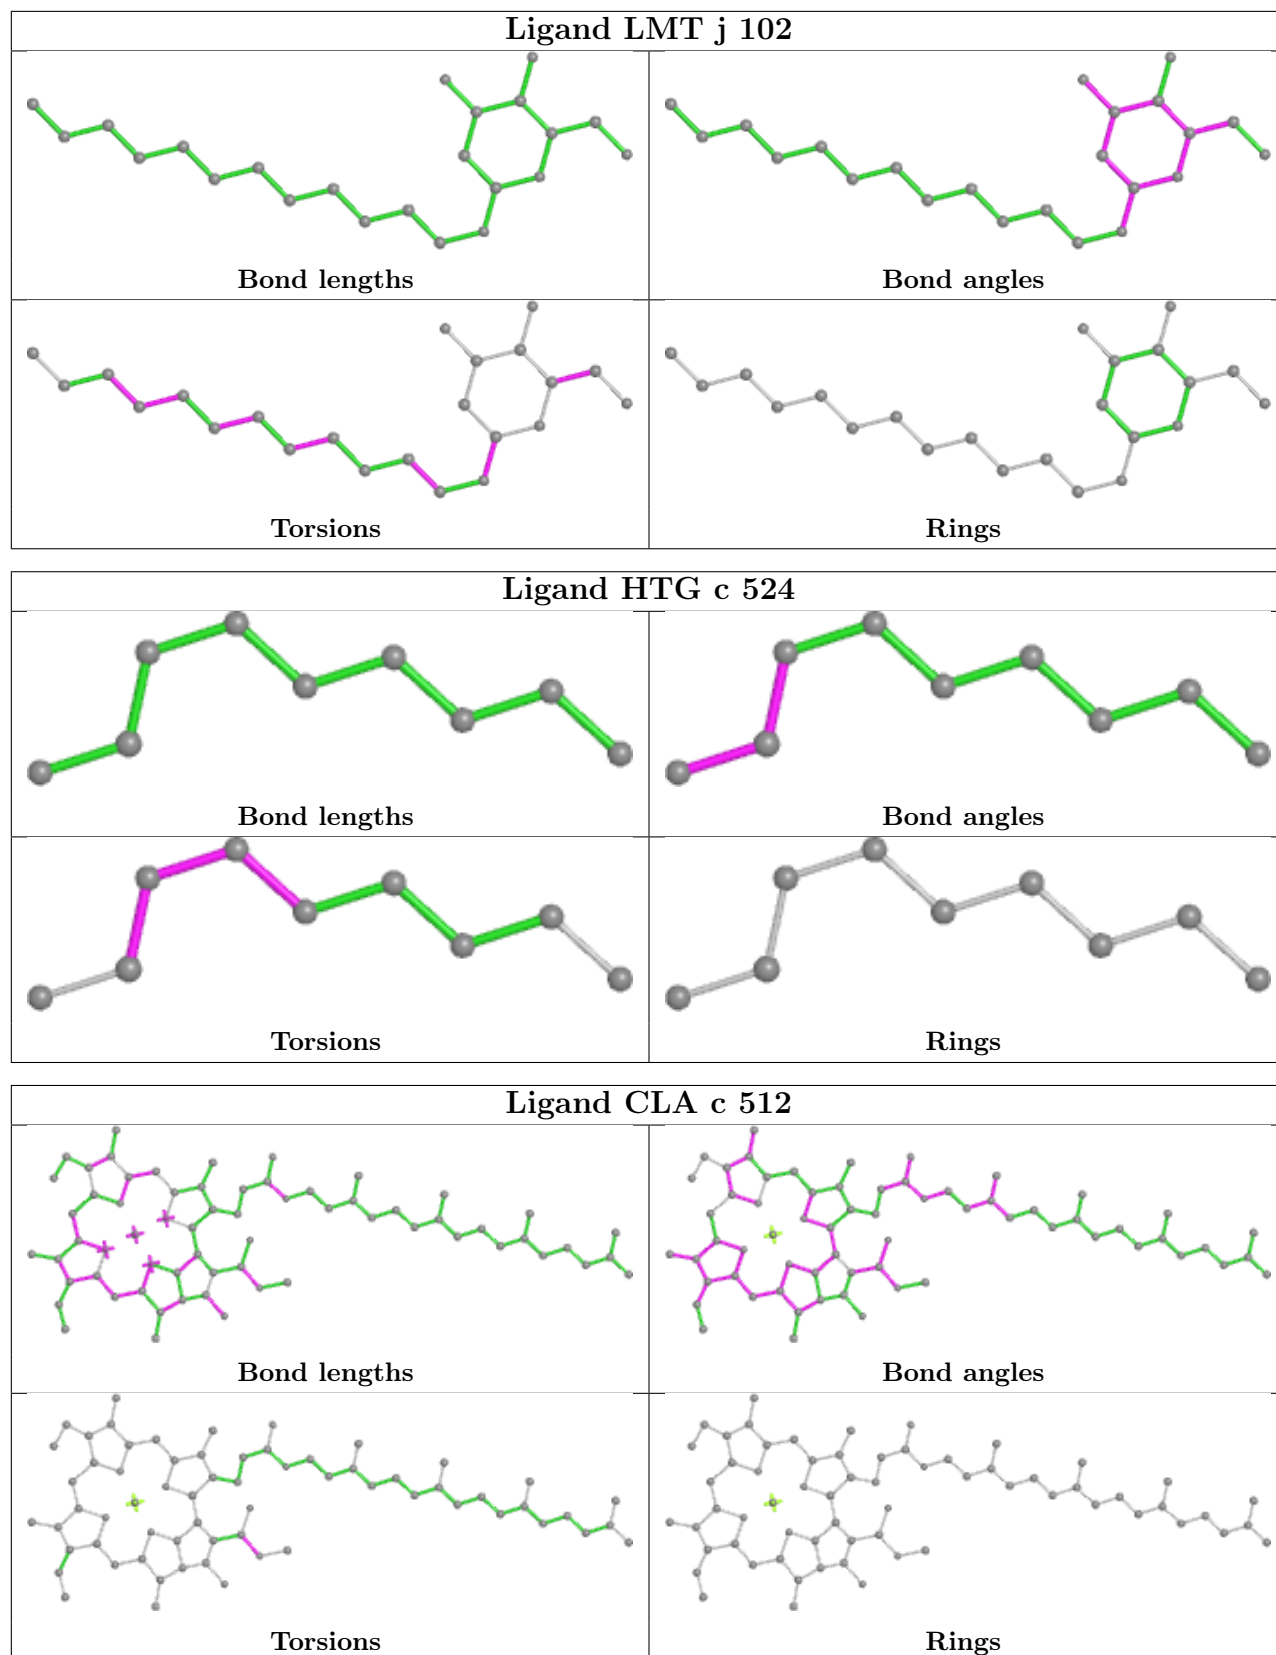 Ligand LMT j 102
Bond lengths
Bond angles
Torsions
Rings
Ligand HTG c 524
Bond lengths
Bond angles
Torsions
Rings
Ligand CLA c 512
Bond lengths
Bond angles
Torsions
Rings